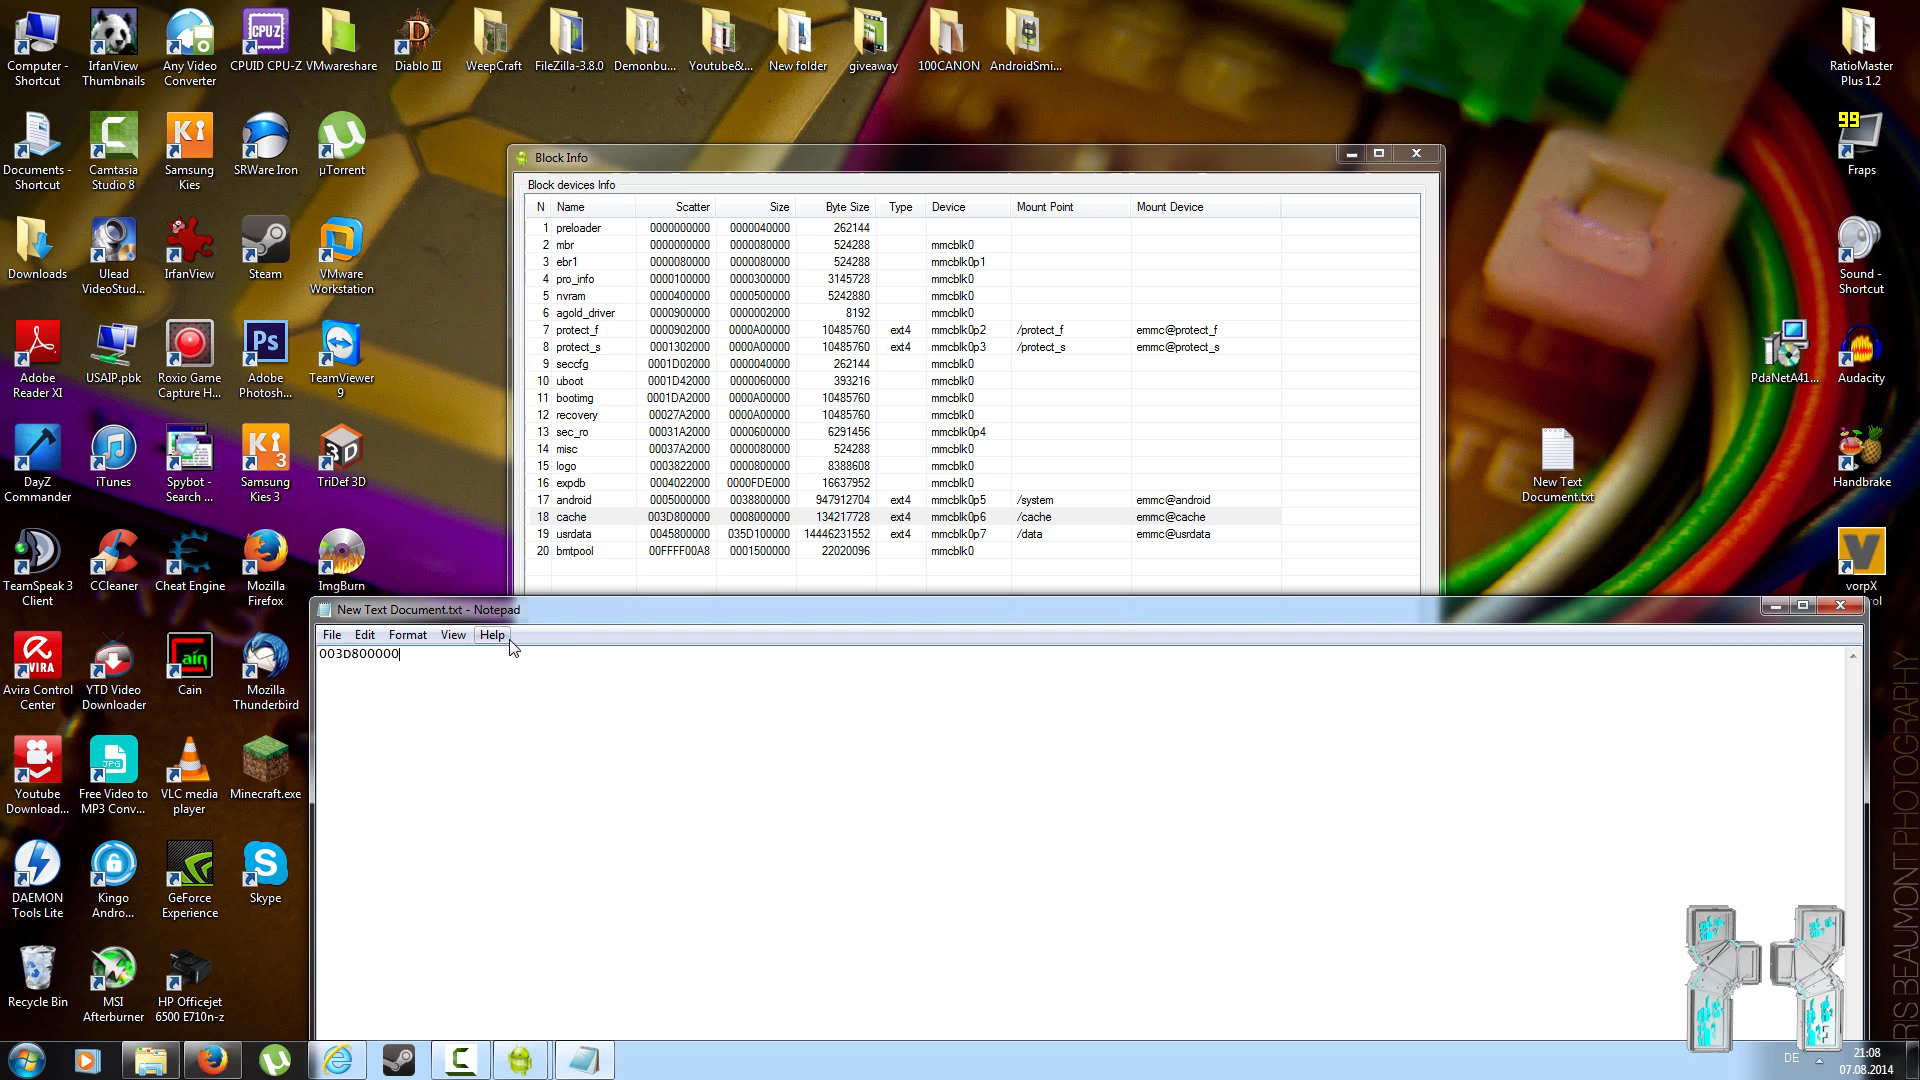 Computer - Shortcut
IrfanView Thumbnails
Any Video Converter
CPU-Z
CPUID CPU-Z
VMwareshare
Diablo III
WeepCraft
FileZilla-3.8.0
Demonbu...
Youtube&...
New folder
giveaway
100CANON
AndroidSmi...
RatioMaster Plus 1.2
Documents - Shortcut
Camtasia Studio 8
Samsung Kies
SRWare Iron
µTorrent
99
Fraps
Downloads
Ulead VideoStud...
IrfanView
Steam
VMware Workstation
Sound - Shortcut
Adobe Reader XI
USAIP.pbk
Roxio Game Capture H...
Ps
Adobe Photosh...
TeamViewer 9
PdaNetA41...
Audacity
DayZ Commander
iTunes
Spybot - Search ...
Samsung Kies 3
TriDef 3D
New Text Document.txt
Handbrake
TeamSpeak 3 Client
CCleaner
Cheat Engine
Mozilla Firefox
ImgBurn
vorpX
Avira Control Center
YTD Video Downloader
Cain
Mozilla Thunderbird
Youtube Download...
JPG
Free Video to MP3 Conv...
VLC media player
Minecraft.exe
DAEMON Tools Lite
Kingo Andro...
GeForce Experience
Skype
Recycle Bin
MSI Afterburner
HP Officejet 6500 E710n-z
Block Info
Block devices Info
N Name Scatter Size Byte Size Type Device Mount Point Mount Device
1 preloader 0000000000 0000040000 262144
2 mbr 0000000000 0000080000 524288 mmcblk0
3 ebr1 0000080000 0000080000 524288 mmcblk0p1
4 pro_info 0000100000 0000300000 3145728 mmcblk0
5 nvram 0000400000 0000500000 5242880 mmcblk0
6 agold_driver 0000900000 0000002000 8192 mmcblk0
7 protect_f 0000902000 0000A00000 10485760 ext4 mmcblk0p2 /protect_f emmc@protect_f
8 protect_s 0001302000 0000A00000 10485760 ext4 mmcblk0p3 /protect_s emmc@protect_s
9 seccfg 0001D02000 0000040000 262144 mmcblk0
10 uboot 0001D42000 0000060000 393216 mmcblk0
11 bootimg 0001DA2000 0000A00000 10485760 mmcblk0
12 recovery 00027A2000 0000A00000 10485760 mmcblk0
13 sec_ro 00031A2000 0000600000 6291456 mmcblk0p4
14 misc 00037A2000 0000080000 524288 mmcblk0
15 logo 0003822000 0000800000 8388608 mmcblk0
16 expdb 0004022000 0000FDE000 16637952 mmcblk0
17 android 0005000000 0038800000 947912704 ext4 mmcblk0p5 /system emmc@android
18 cache 003D800000 0008000000 134217728 ext4 mmcblk0p6 /cache emmc@cache
19 usrdata 0045800000 035D100000 14446231552 ext4 mmcblk0p7 /data emmc@usrdata
20 bmtpool 00FFFF00A8 0001500000 22020096 mmcblk0
New Text Document.txt - Notepad
File Edit Format View Help
003D800000
RIS BEAUMONT PHOTOGRAPHY
DE
21:08
07.08.2014